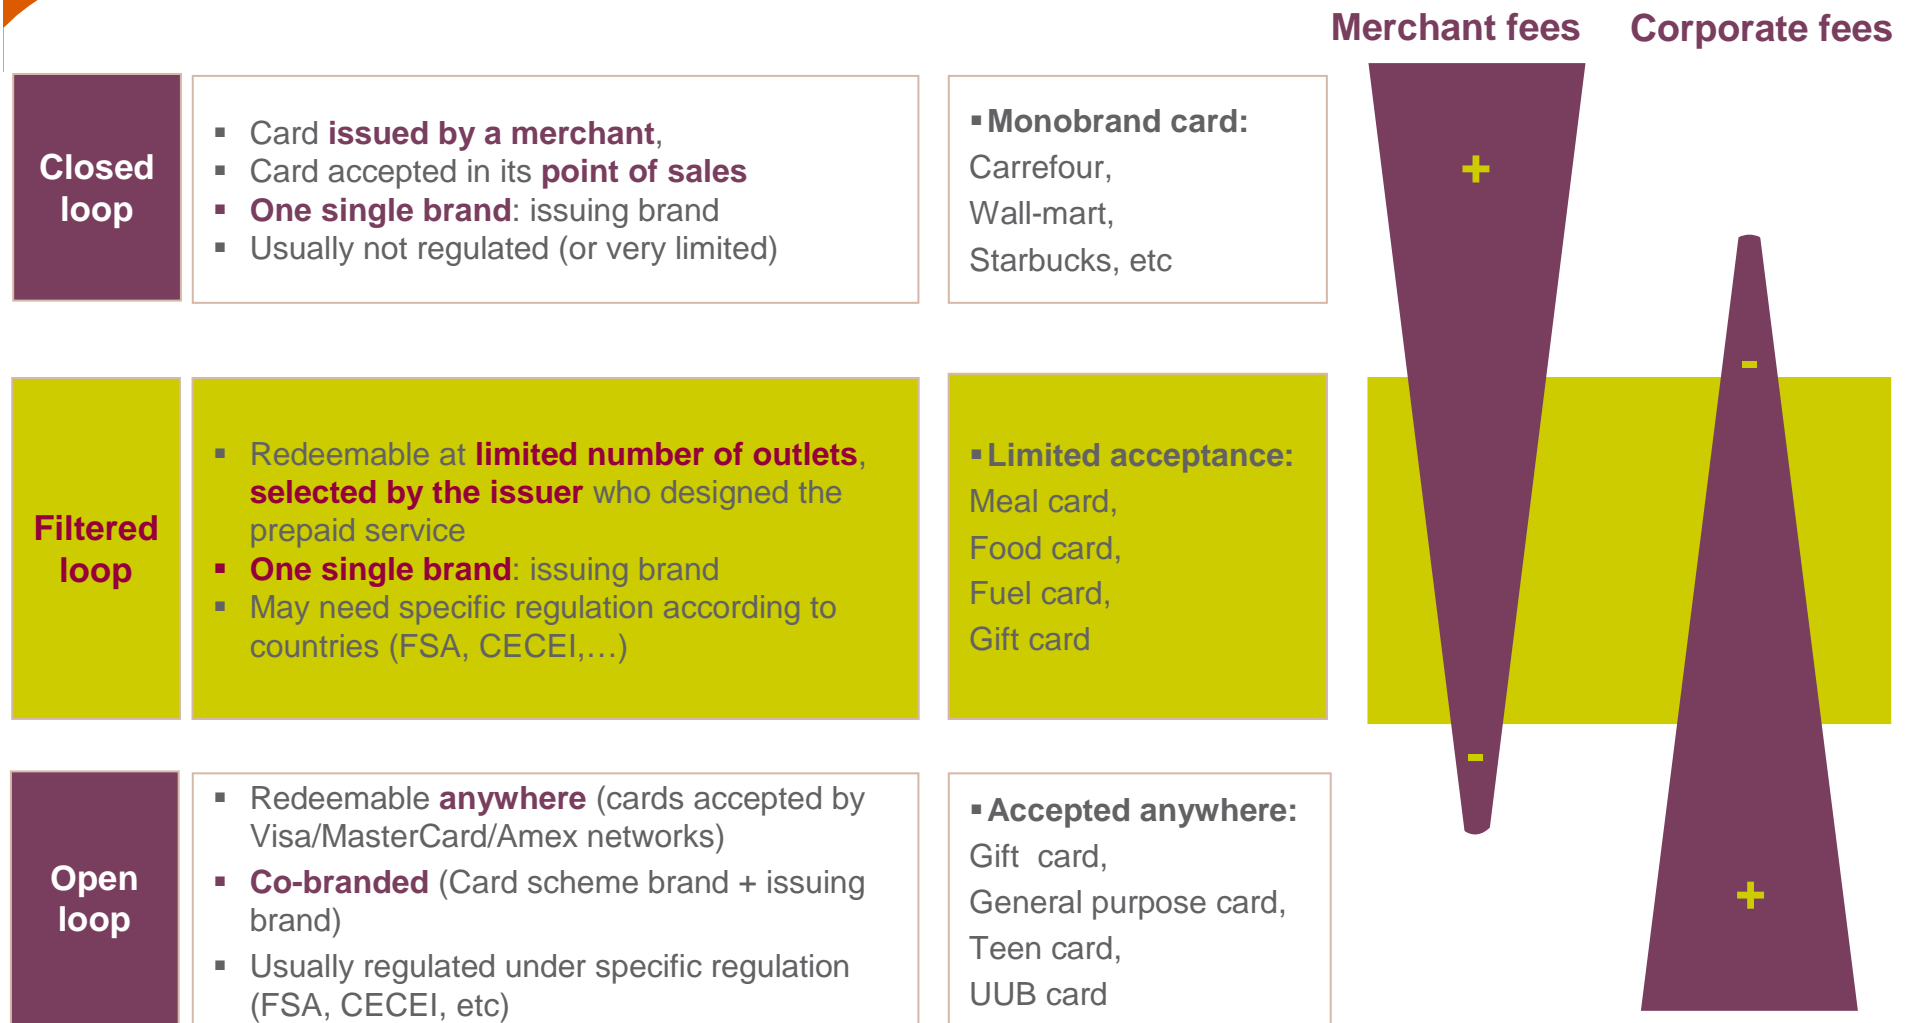 Merchant fees
Corporate fees
Closed
loop
▪ Card issued by a merchant,
▪ Card accepted in its point of sales
▪ One single brand: issuing brand
▪ Usually not regulated (or very limited)
▪ Monobrand card:
Carrefour,
Wall-mart,
Starbucks, etc
+
-
Filtered
loop
▪ Redeemable at limited number of outlets,
selected by the issuer who designed the
prepaid service
▪ One single brand: issuing brand
▪ May need specific regulation according to
countries (FSA, CECEI,…)
▪ Limited acceptance:
Meal card,
Food card,
Fuel card,
Gift card
-
Open
loop
▪ Redeemable anywhere (cards accepted by
Visa/MasterCard/Amex networks)
▪ Co-branded (Card scheme brand + issuing
brand)
▪ Usually regulated under specific regulation
(FSA, CECEI, etc)
▪ Accepted anywhere:
Gift card,
General purpose card,
Teen card,
UUB card
+